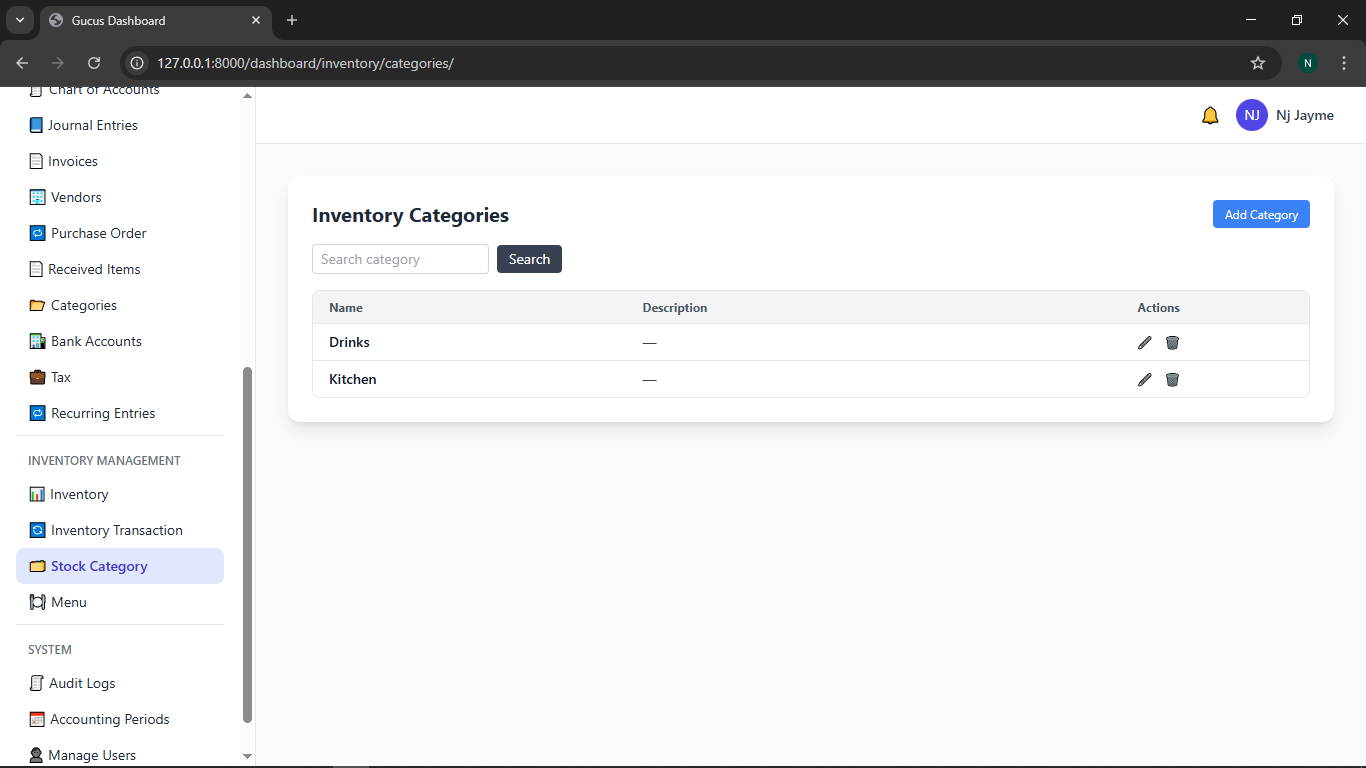 Gucus Dashboard
127.0.0.1:8000/dashboard/inventory/categories/
N
Chart of Accounts
Journal Entries
Invoices
Vendors
Purchase Order
Received Items
Categories
Bank Accounts
Tax
Recurring Entries
INVENTORY MANAGEMENT
Inventory
Inventory Transaction
Stock Category
Menu
SYSTEM
Audit Logs
Accounting Periods
Manage Users
NJ Nj Jayme
Inventory Categories
Add Category
Search category Search
Name Description Actions
Drinks —
Kitchen —